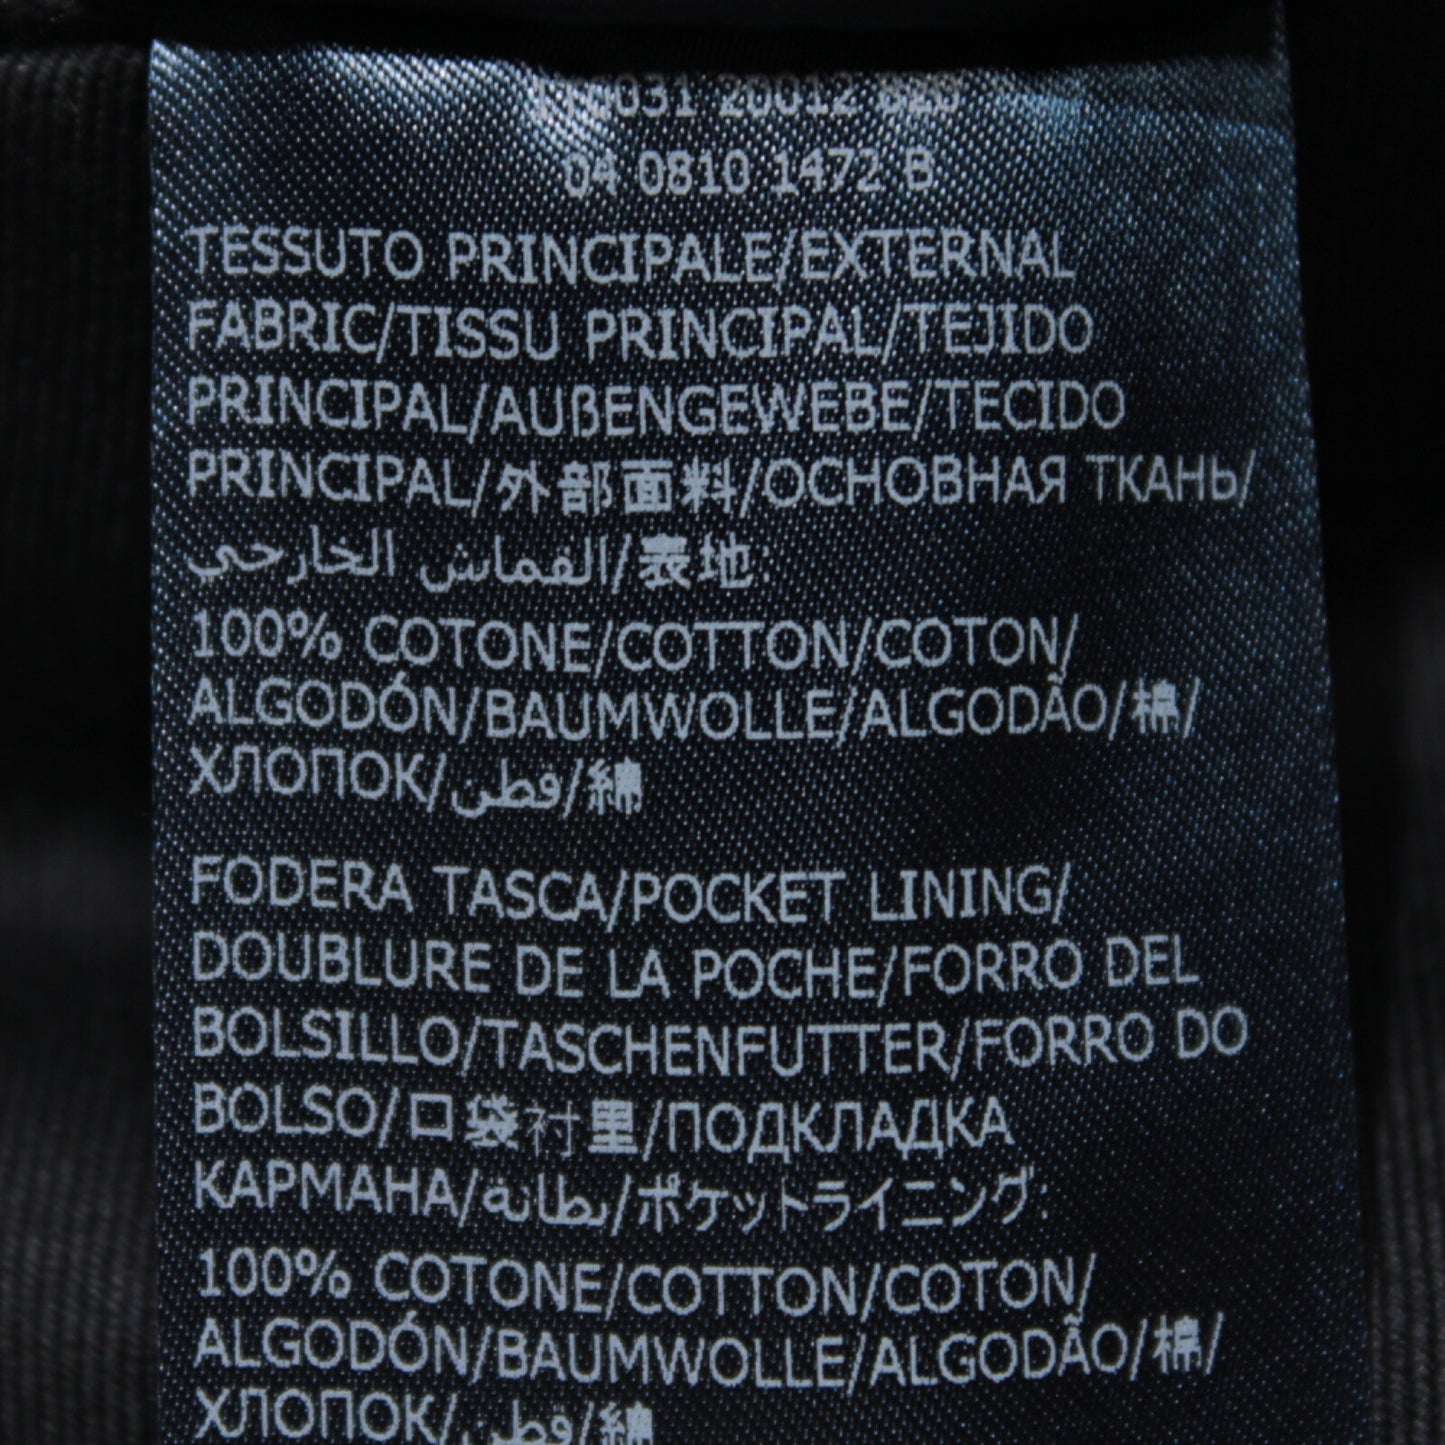 20012
04 0810 1472 B
TESSUTO PRINCIPALE/EXTERNAL
FABRIC/TISSU PRINCIPAL/TEJIDO
PRINCIPAL/AUßENGEWEBE/TECIDO
PRINCIPAL/外部面料/ОСНОВНАЯ ТКАНЬ/
القماش الخارجي/表地:
100% COTONE/COTTON/COTON/
ALGODÓN/BAUMWOLLE/ALGODÃO/棉/
ХЛОПОК/قطن/綿
FODERA TASCA/POCKET LINING/
DOUBLURE DE LA POCHE/FORRO DEL
BOLSILLO/TASCHENFUTTER/FORRO DO
BOLSO/口袋衬里/ПОДКЛАДКА
КАРМАНА/بطانة/ポケットライニング:
100% COTONE/COTTON/COTON/
ALGODÓN/BAUMWOLLE/ALGODÃO/棉/
ХЛОПОК/قطن/綿